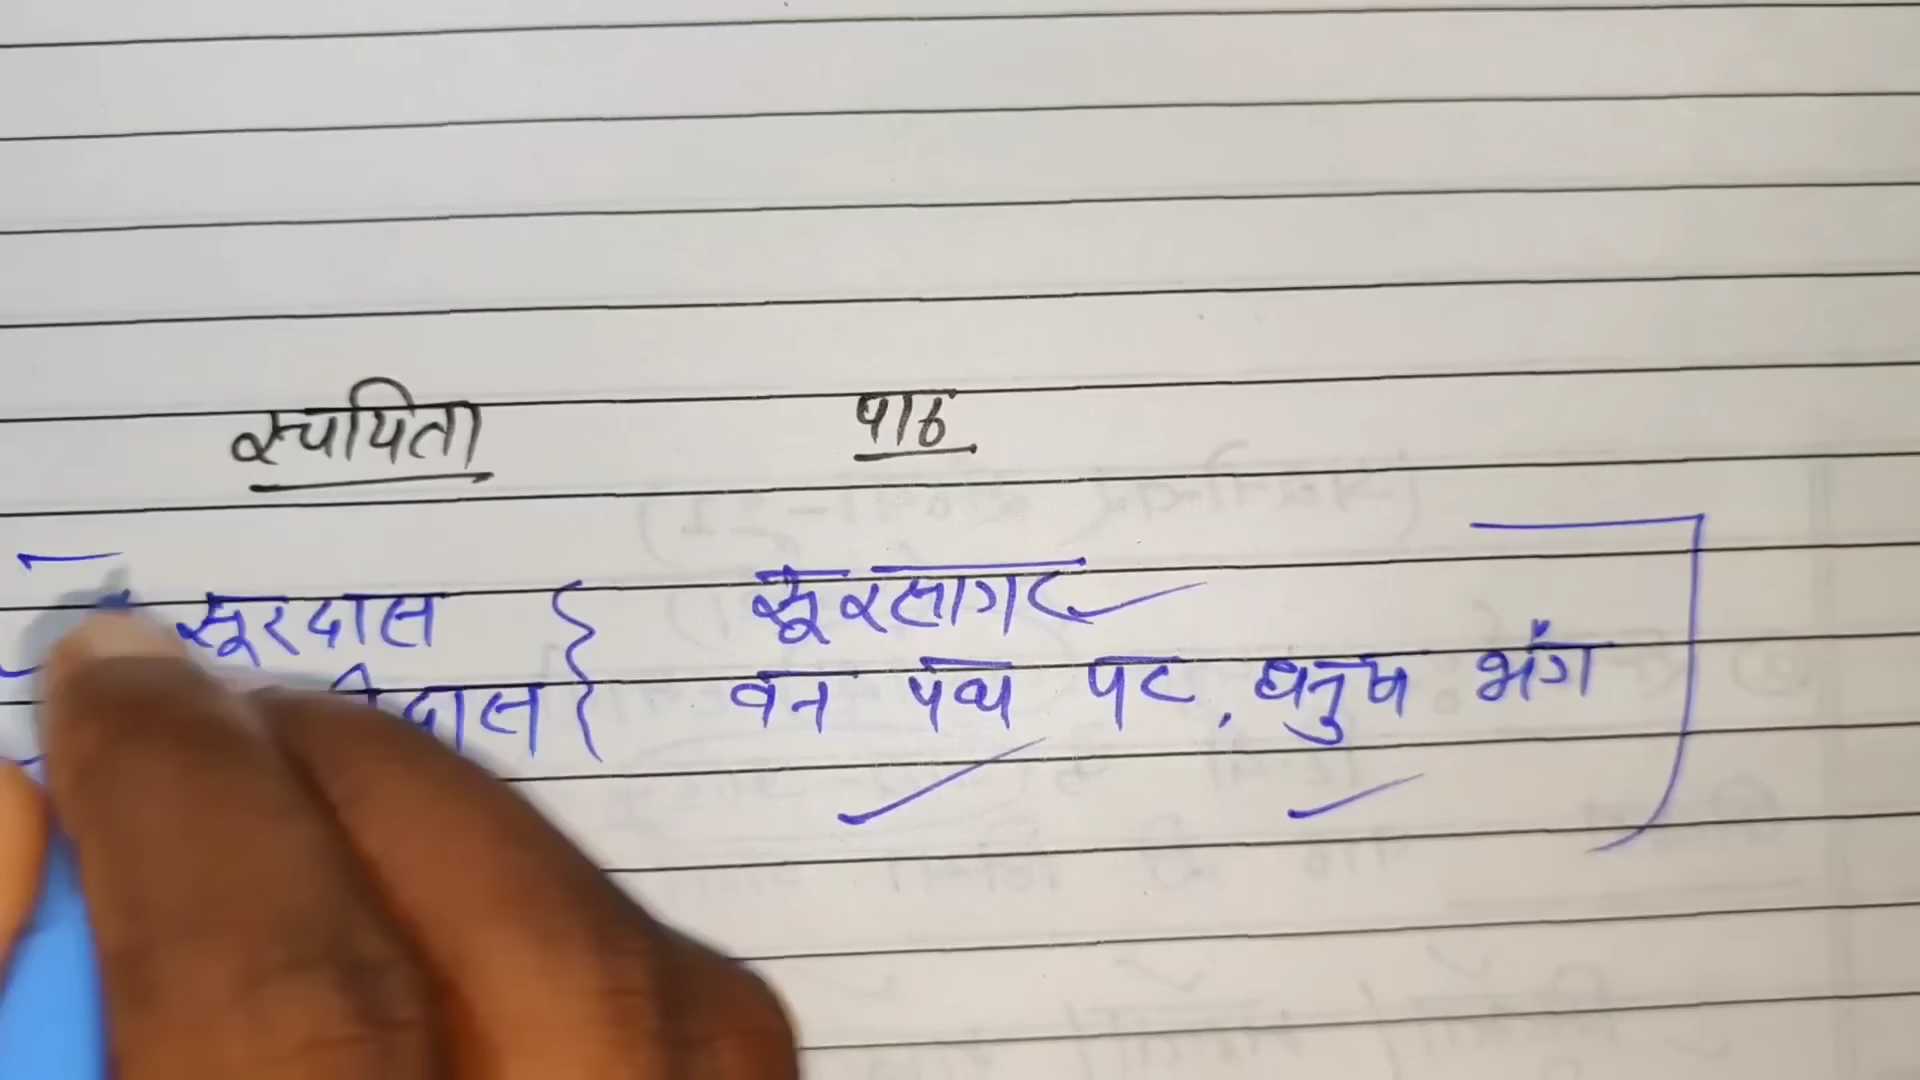 रचयिता पाठ
सूरदास सूरसागर
दास वन पथ पर, धनुष भंग